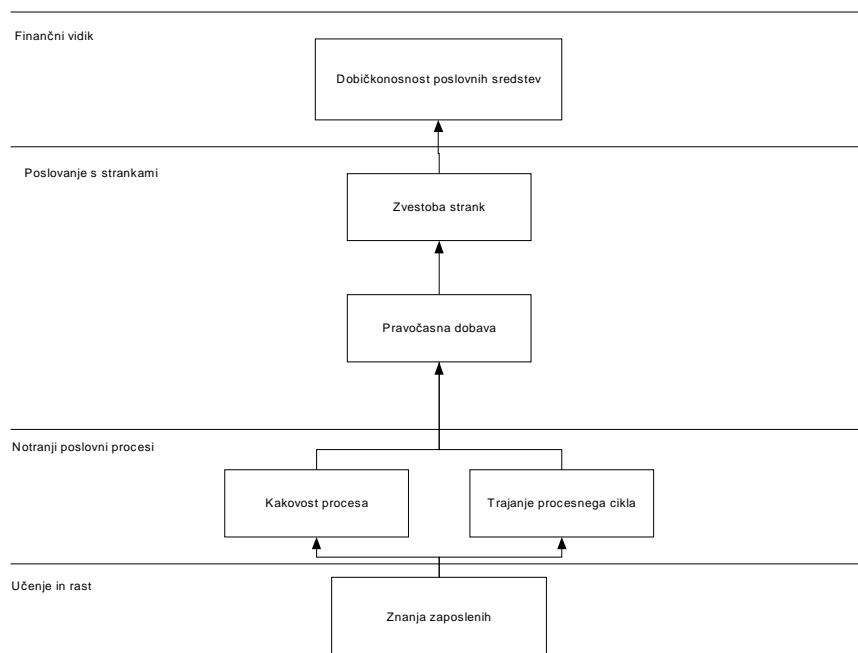 Finančni vidik
Dobičkonosnost poslovnih sredstev
Poslovanje s strankami
Zvestoba strank
Pravočasna dobava
Notranji poslovni procesi
Kakovost procesa
Trajanje procesnega cikla
Učenje in rast
Znanja zaposlenih